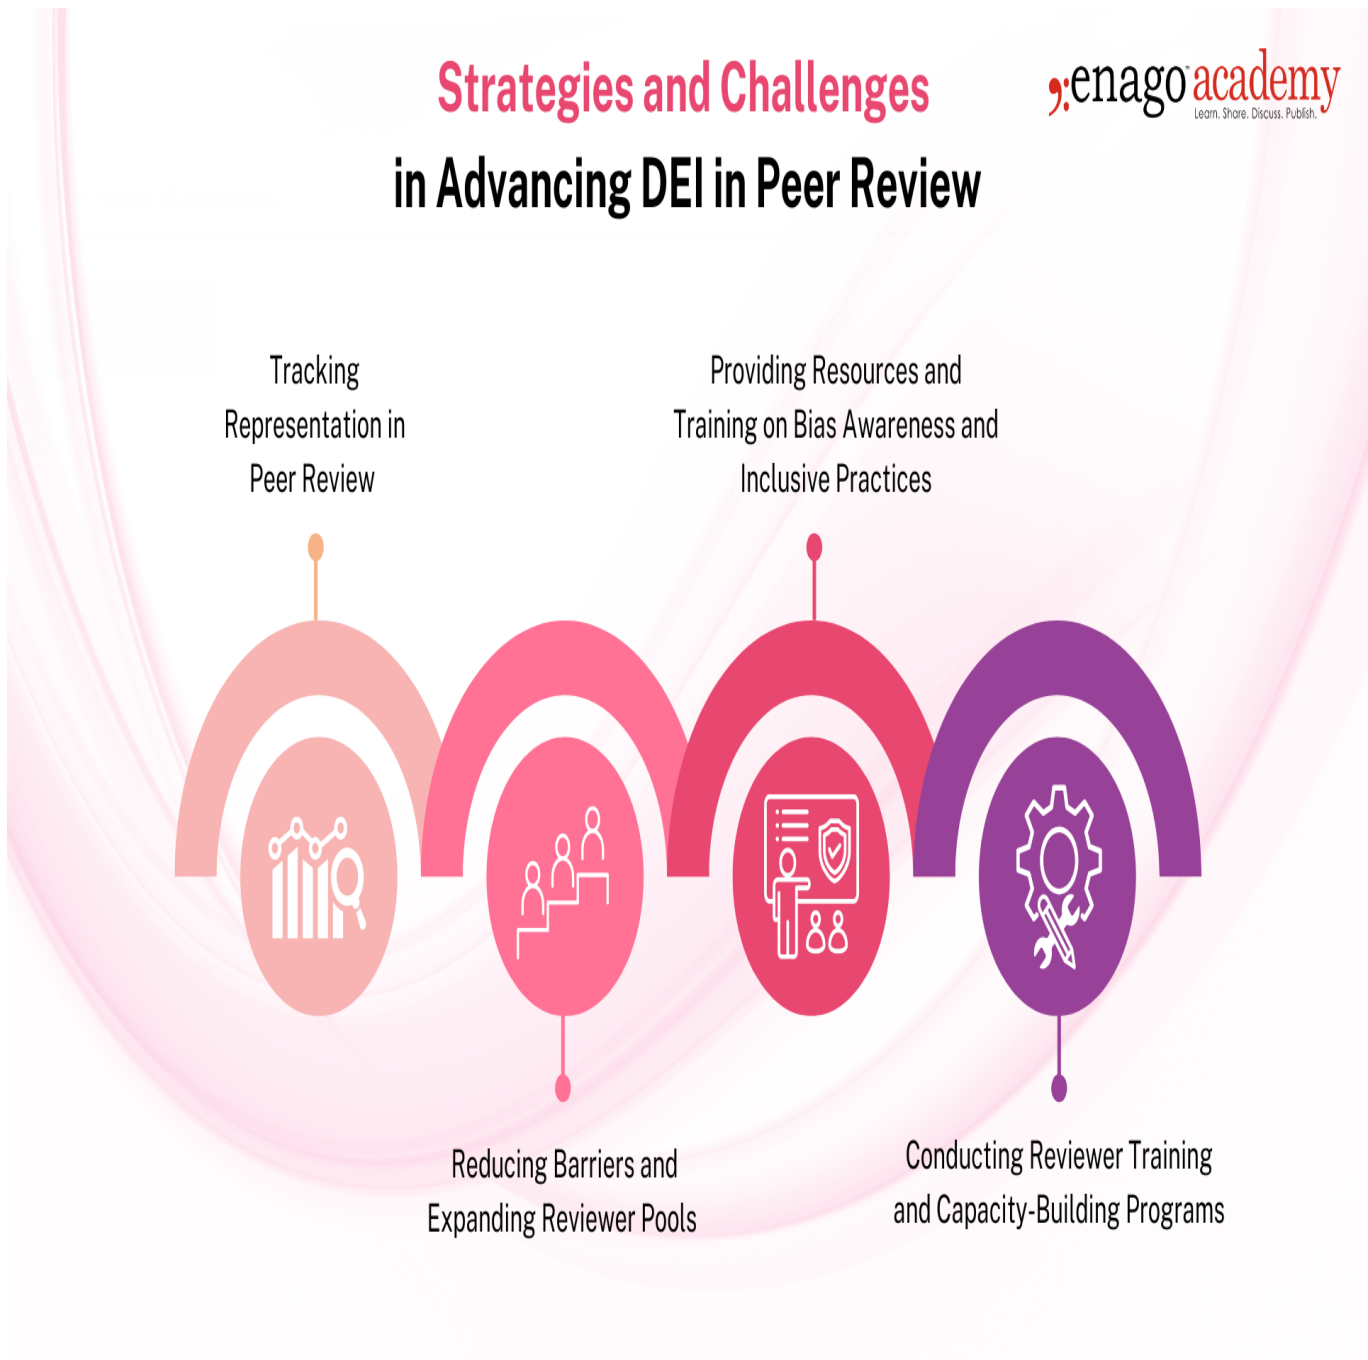 Strategies and Challenges
in Advancing DEI in Peer Review
enago academy
Learn. Share. Discuss. Publish.
Tracking
Representation in
Peer Review
Providing Resources and
Training on Bias Awareness and
Inclusive Practices
Reducing Barriers and
Expanding Reviewer Pools
Conducting Reviewer Training
and Capacity-Building Programs